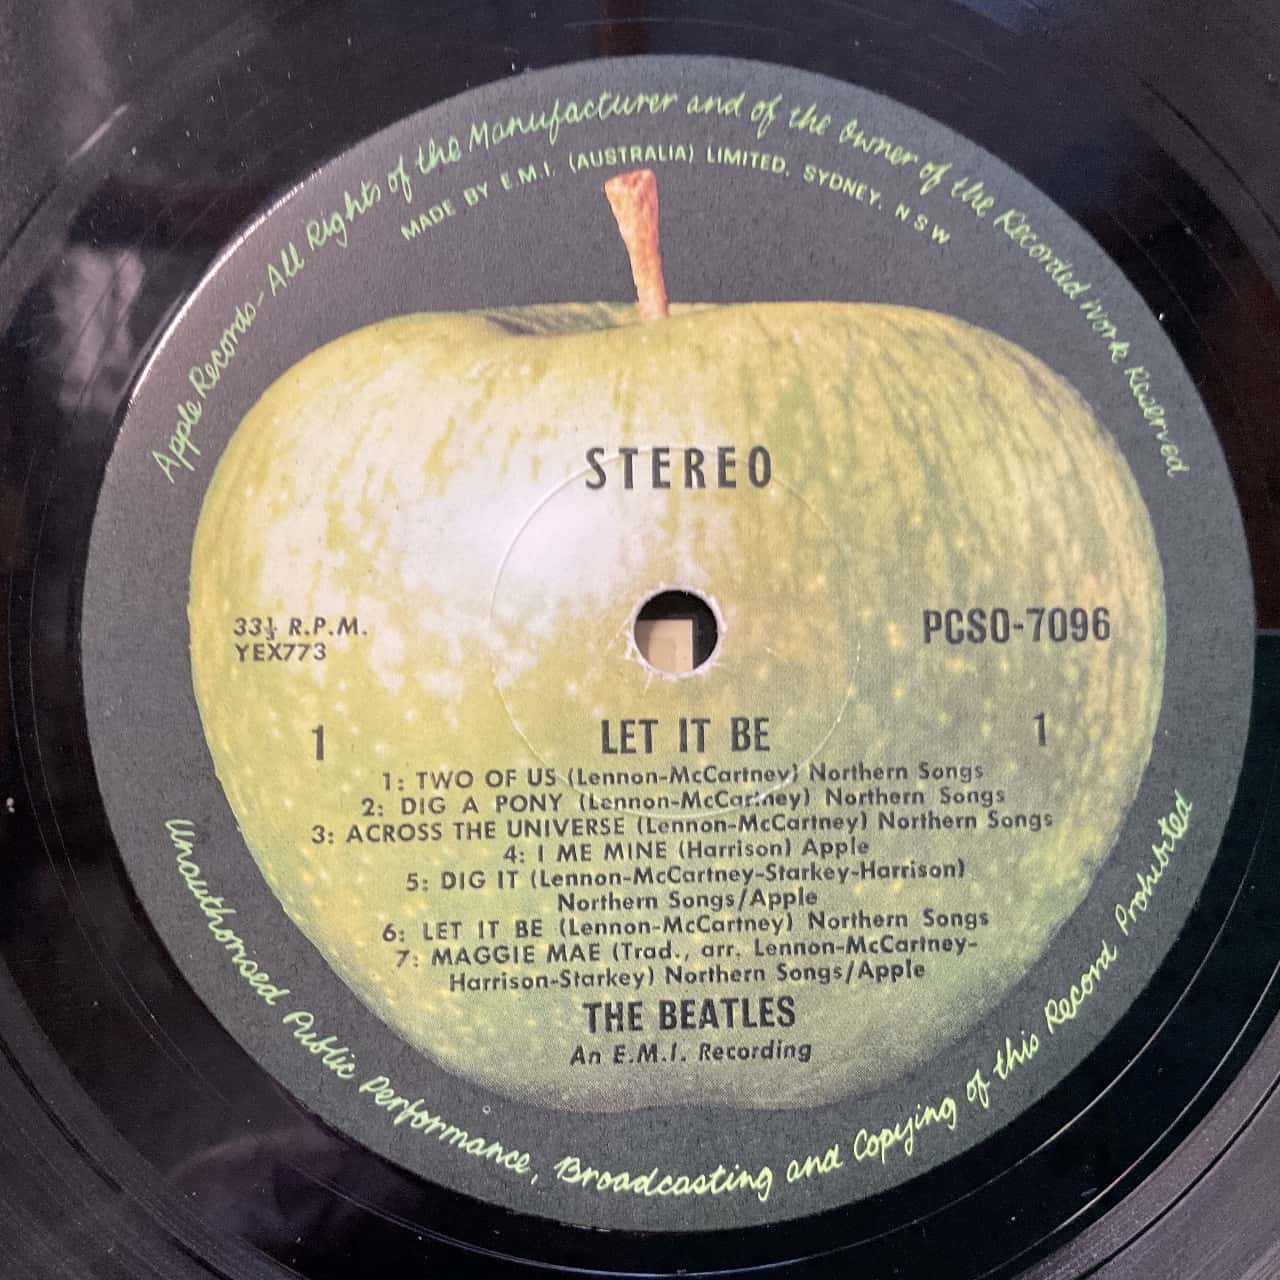 Apple Records - All Rights of the Manufacturer and of the Owner of the Recorded Work Reserved
MADE BY E.M.I. (AUSTRALIA) LIMITED, SYDNEY, N S W
STEREO
33⅓ R.P.M.
YEX773
PCSO-7096
1
LET IT BE
1
1: TWO OF US (Lennon-McCartney) Northern Songs
2: DIG A PONY (Lennon-McCartney) Northern Songs
3: ACROSS THE UNIVERSE (Lennon-McCartney) Northern Songs
4: I ME MINE (Harrison) Apple
5: DIG IT (Lennon-McCartney-Starkey-Harrison)
Northern Songs/Apple
6: LET IT BE (Lennon-McCartney) Northern Songs
7: MAGGIE MAE (Trad., arr. Lennon-McCartney-
Harrison-Starkey) Northern Songs/Apple
THE BEATLES
An E.M.I. Recording
Unauthorised Public Performance, Broadcasting and Copying of this Record Prohibited